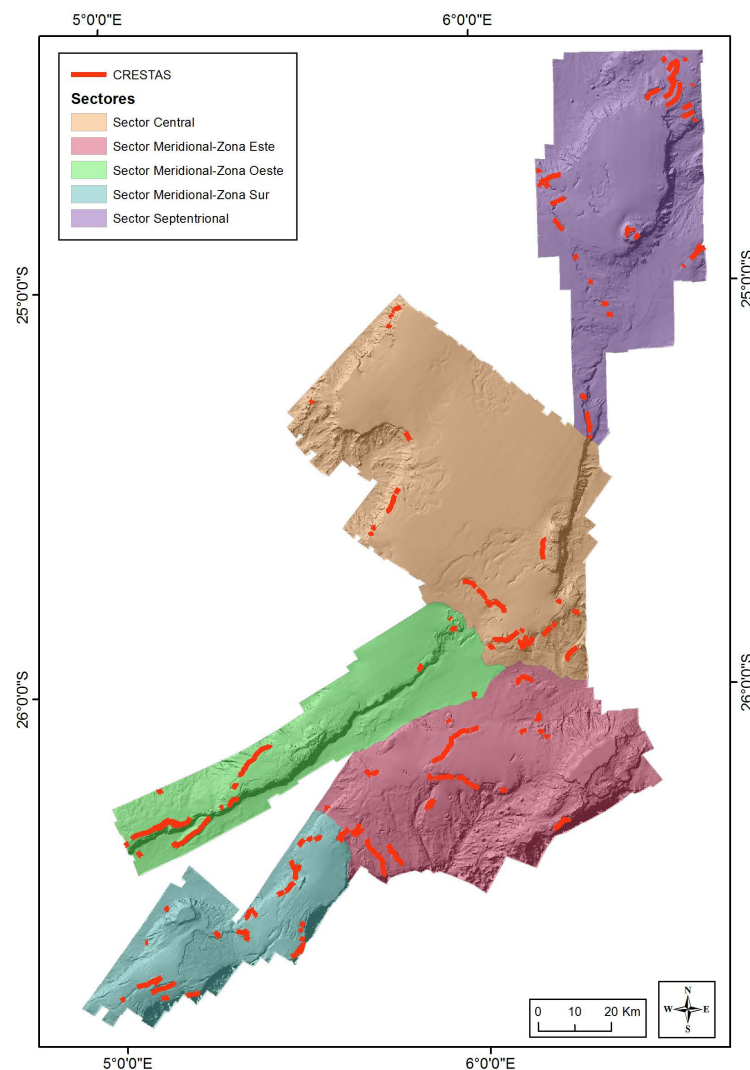 5°0'0"E 6°0'0"E
CRESTAS
Sectores
Sector Central
Sector Meridional-Zona Este
Sector Meridional-Zona Oeste
Sector Meridional-Zona Sur
Sector Septentrional
25°0'0"S 25°0'0"S
26°0'0"S 26°0'0"S
0 10 20 Km
N
W E
S
5°0'0"E 6°0'0"E